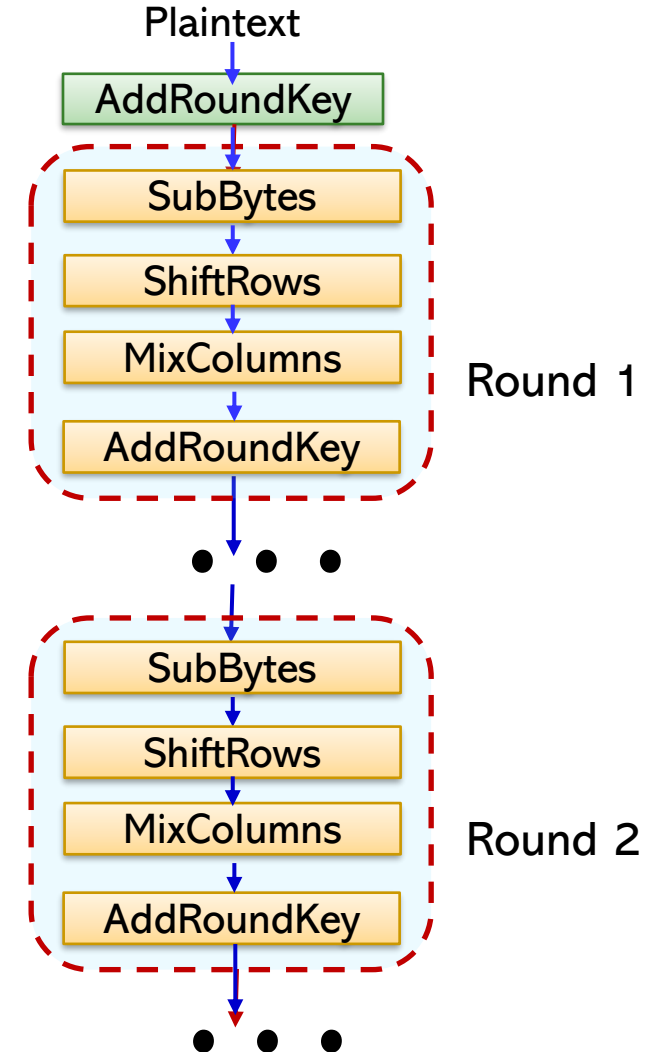 Plaintext
AddRoundKey
SubBytes
ShiftRows
MixColumns
Round 1
AddRoundKey
• • •
SubBytes
ShiftRows
MixColumns
Round 2
AddRoundKey
• • •